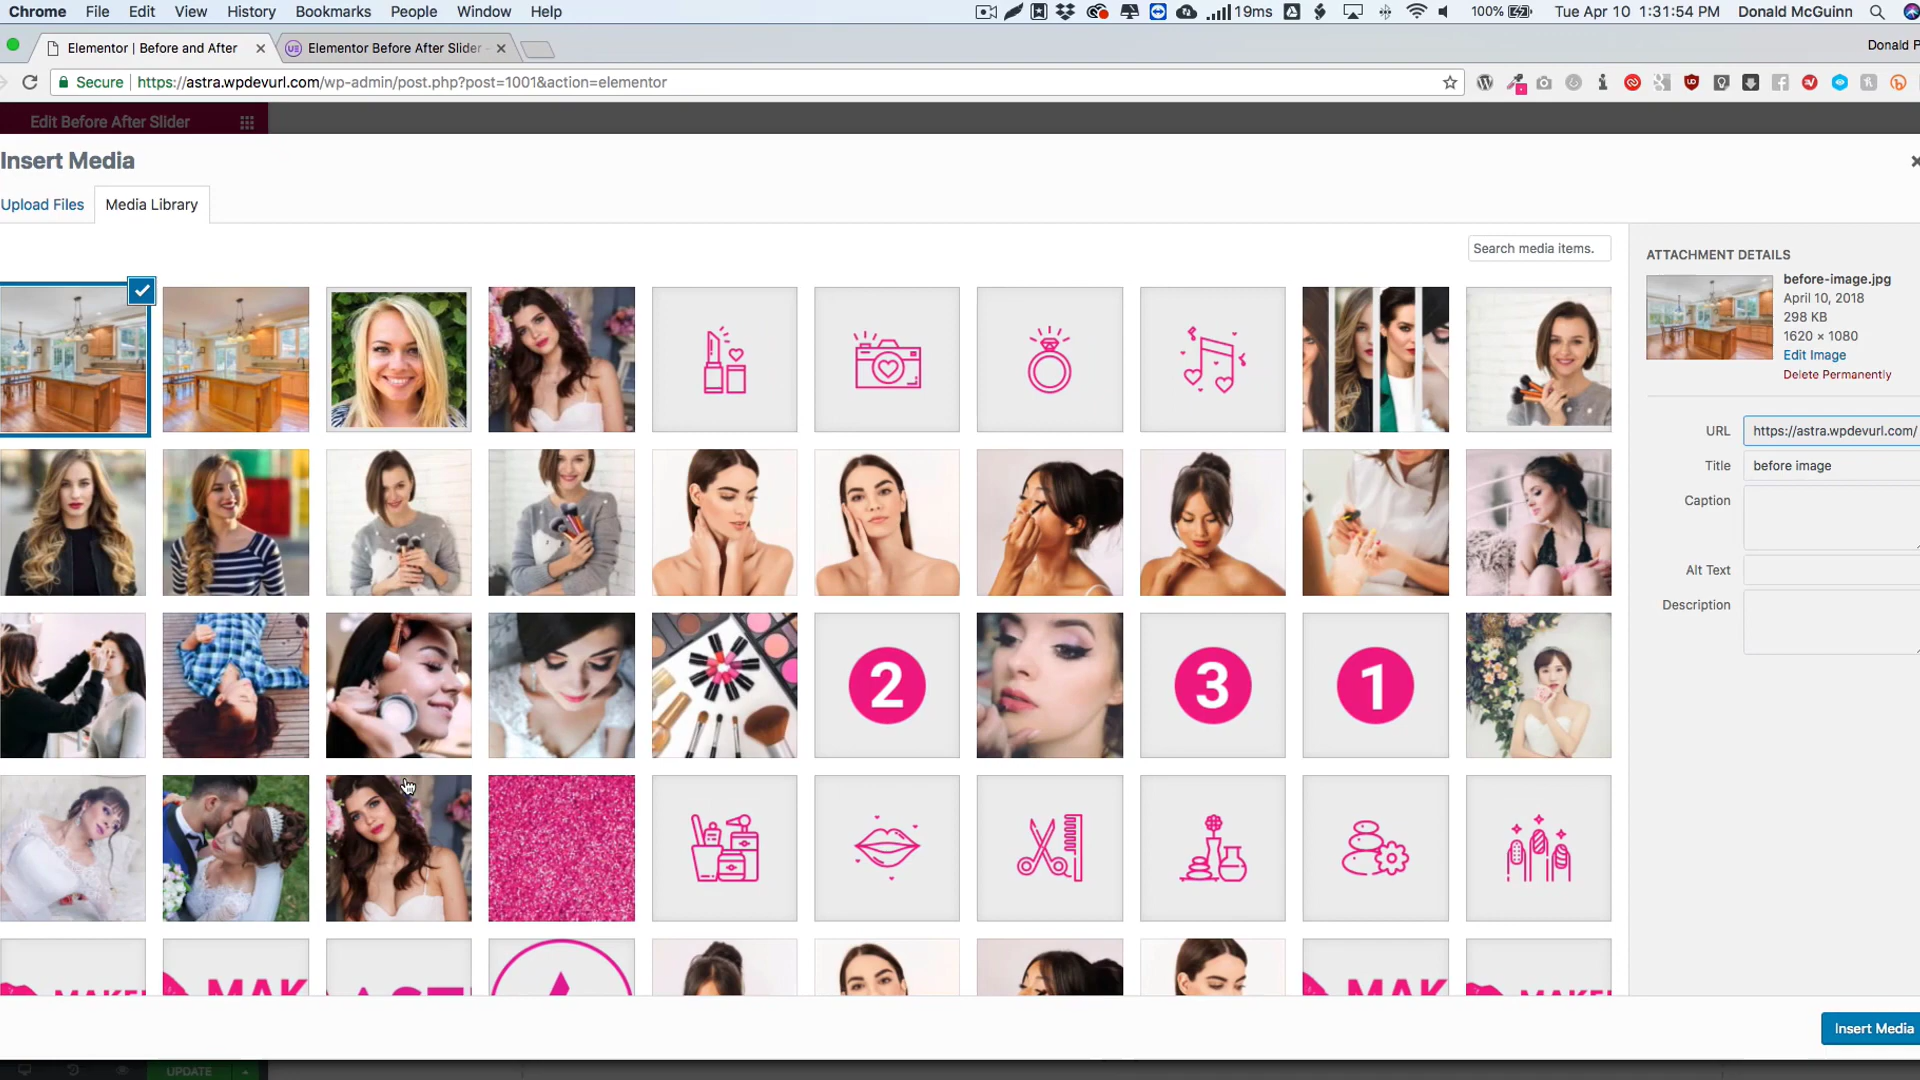 Chrome File Edit View History Bookmarks People Window Help 19ms 100% Tue Apr 10 1:31:54 PM Donald McGuinn
Elementor | Before and After Elementor Before After Slider - Donald P
Secure https://astra.wpdevurl.com/wp-admin/post.php?post=1001&action=elementor
Edit Before After Slider
Insert Media
Upload Files Media Library
Search media items.
ATTACHMENT DETAILS
before-image.jpg
April 10, 2018
298 KB
1620 × 1080
Edit Image
Delete Permanently
URL https://astra.wpdevurl.com/
Title before image
Caption
Alt Text
Description
2 3 1
Insert Media
UPDATE